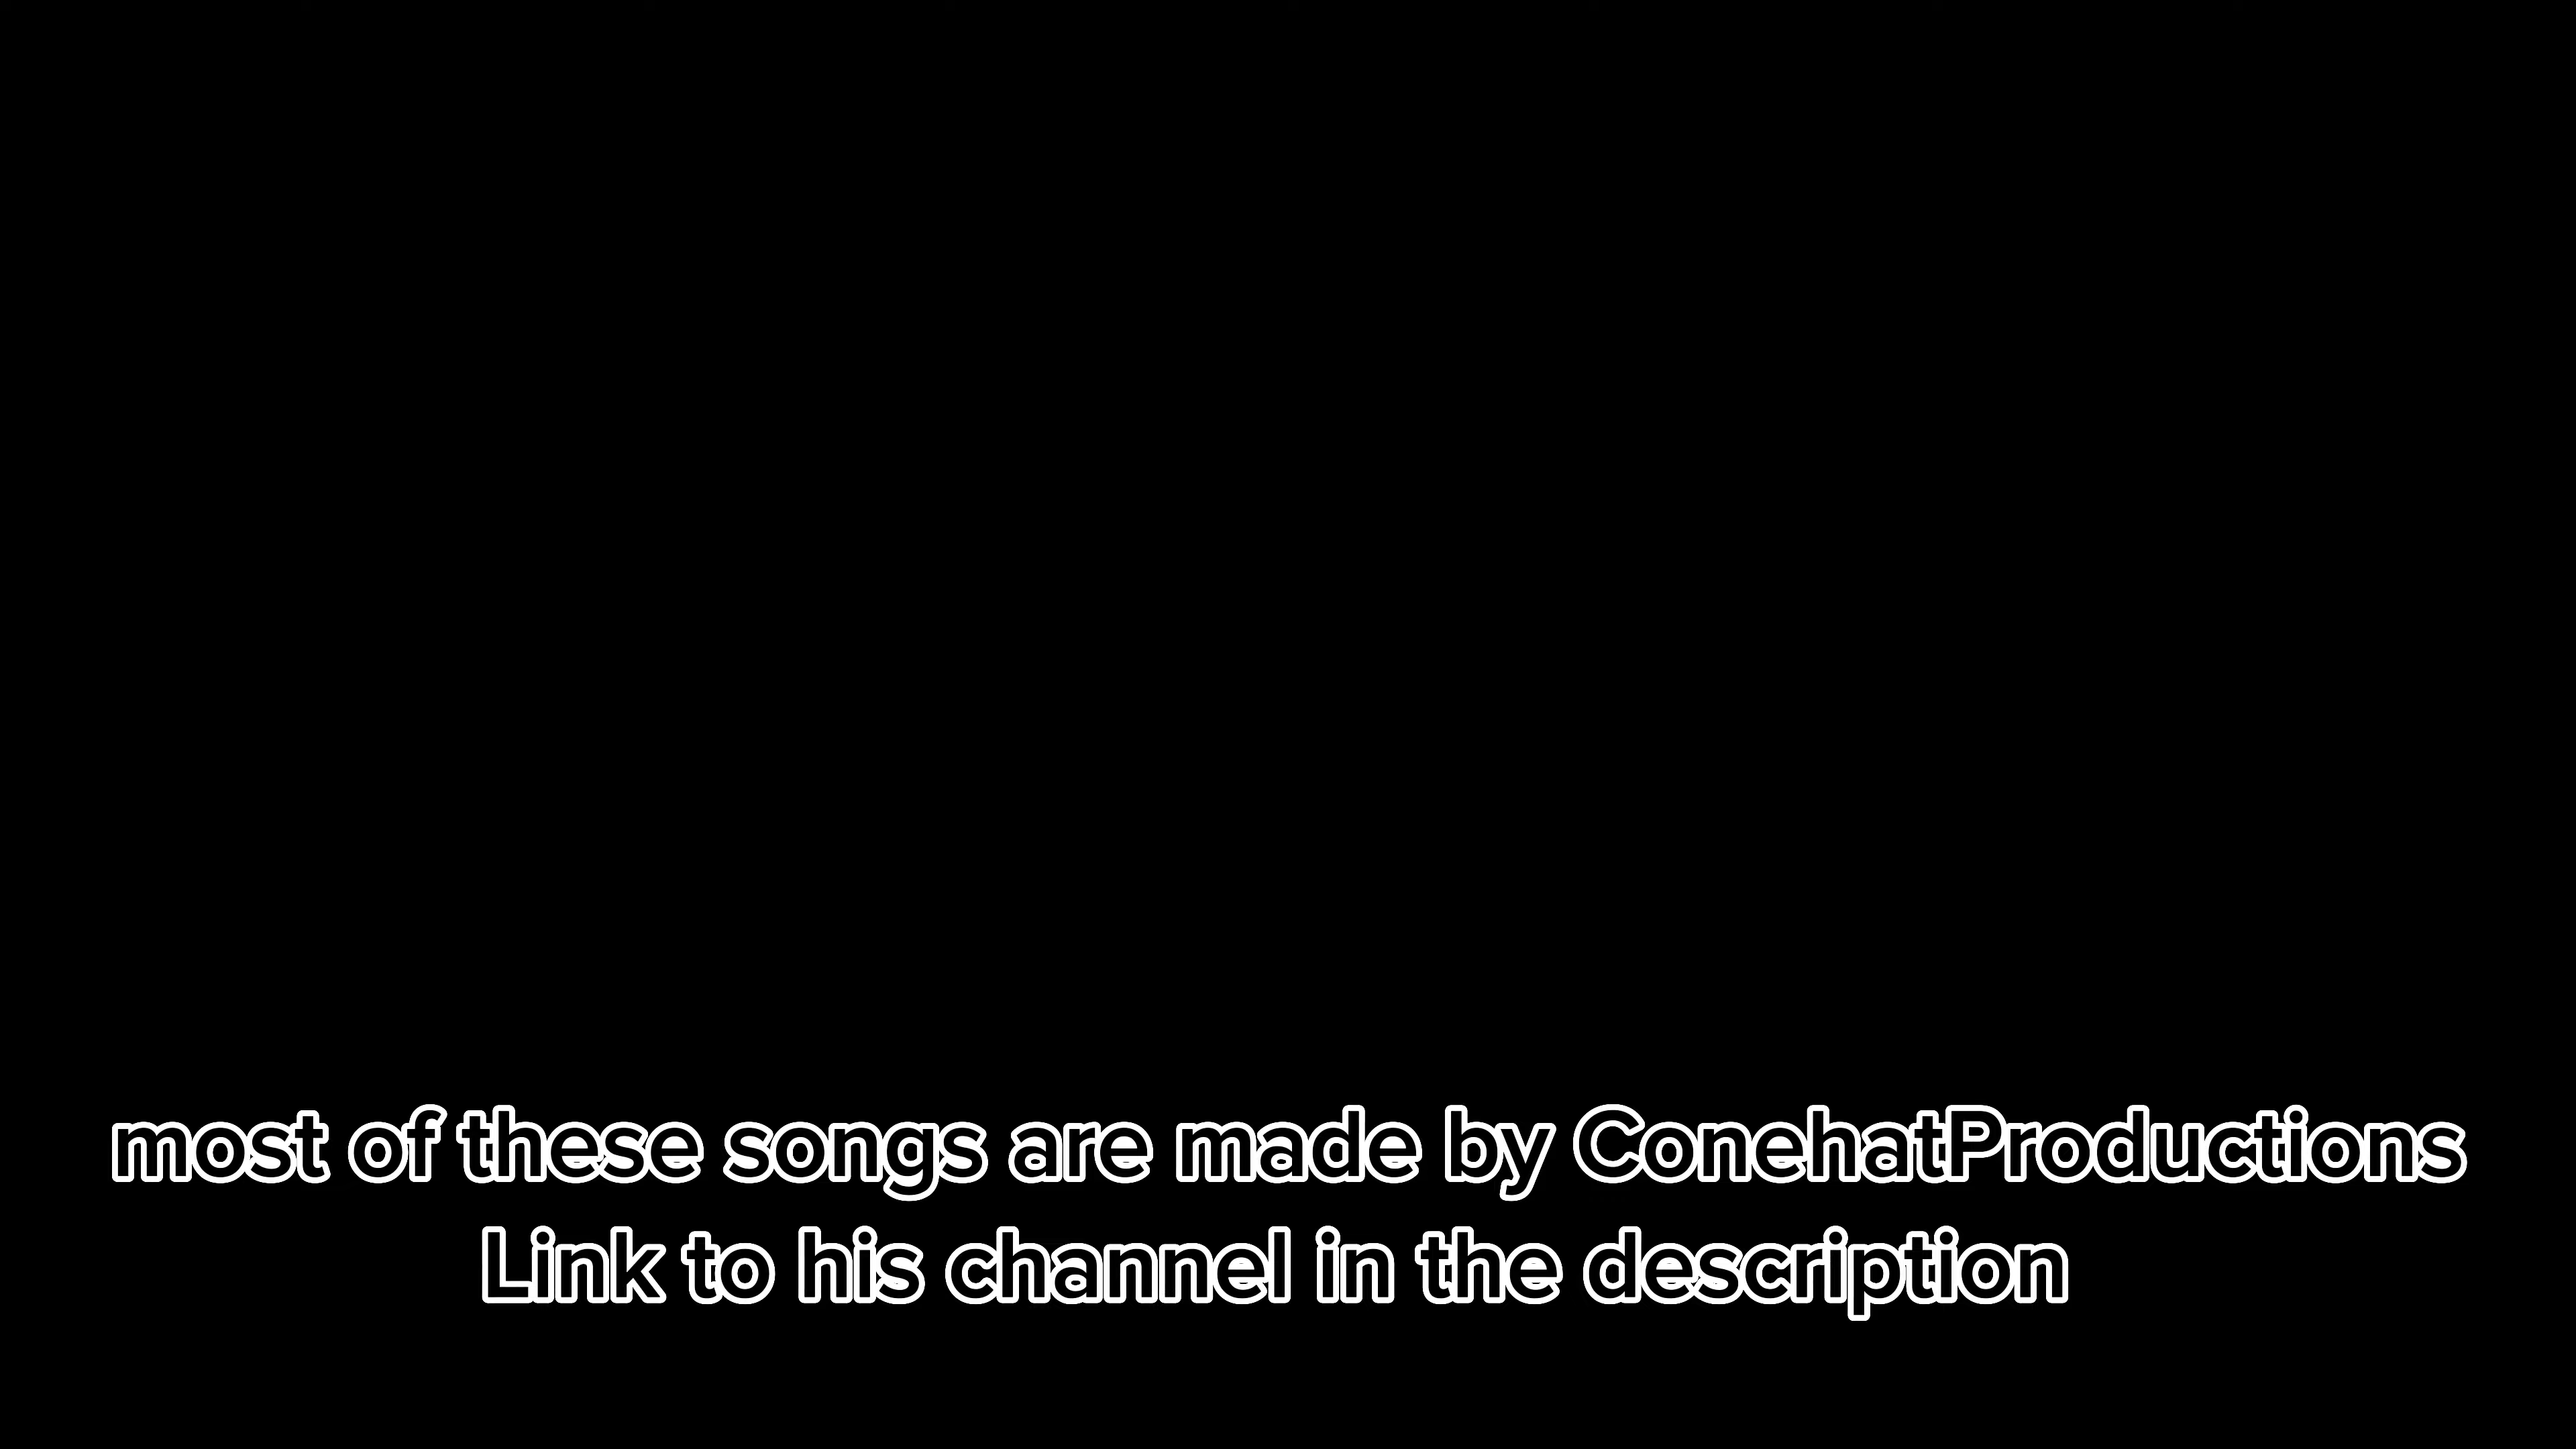 most of these songs are made by ConehatProductions
Link to his channel in the description